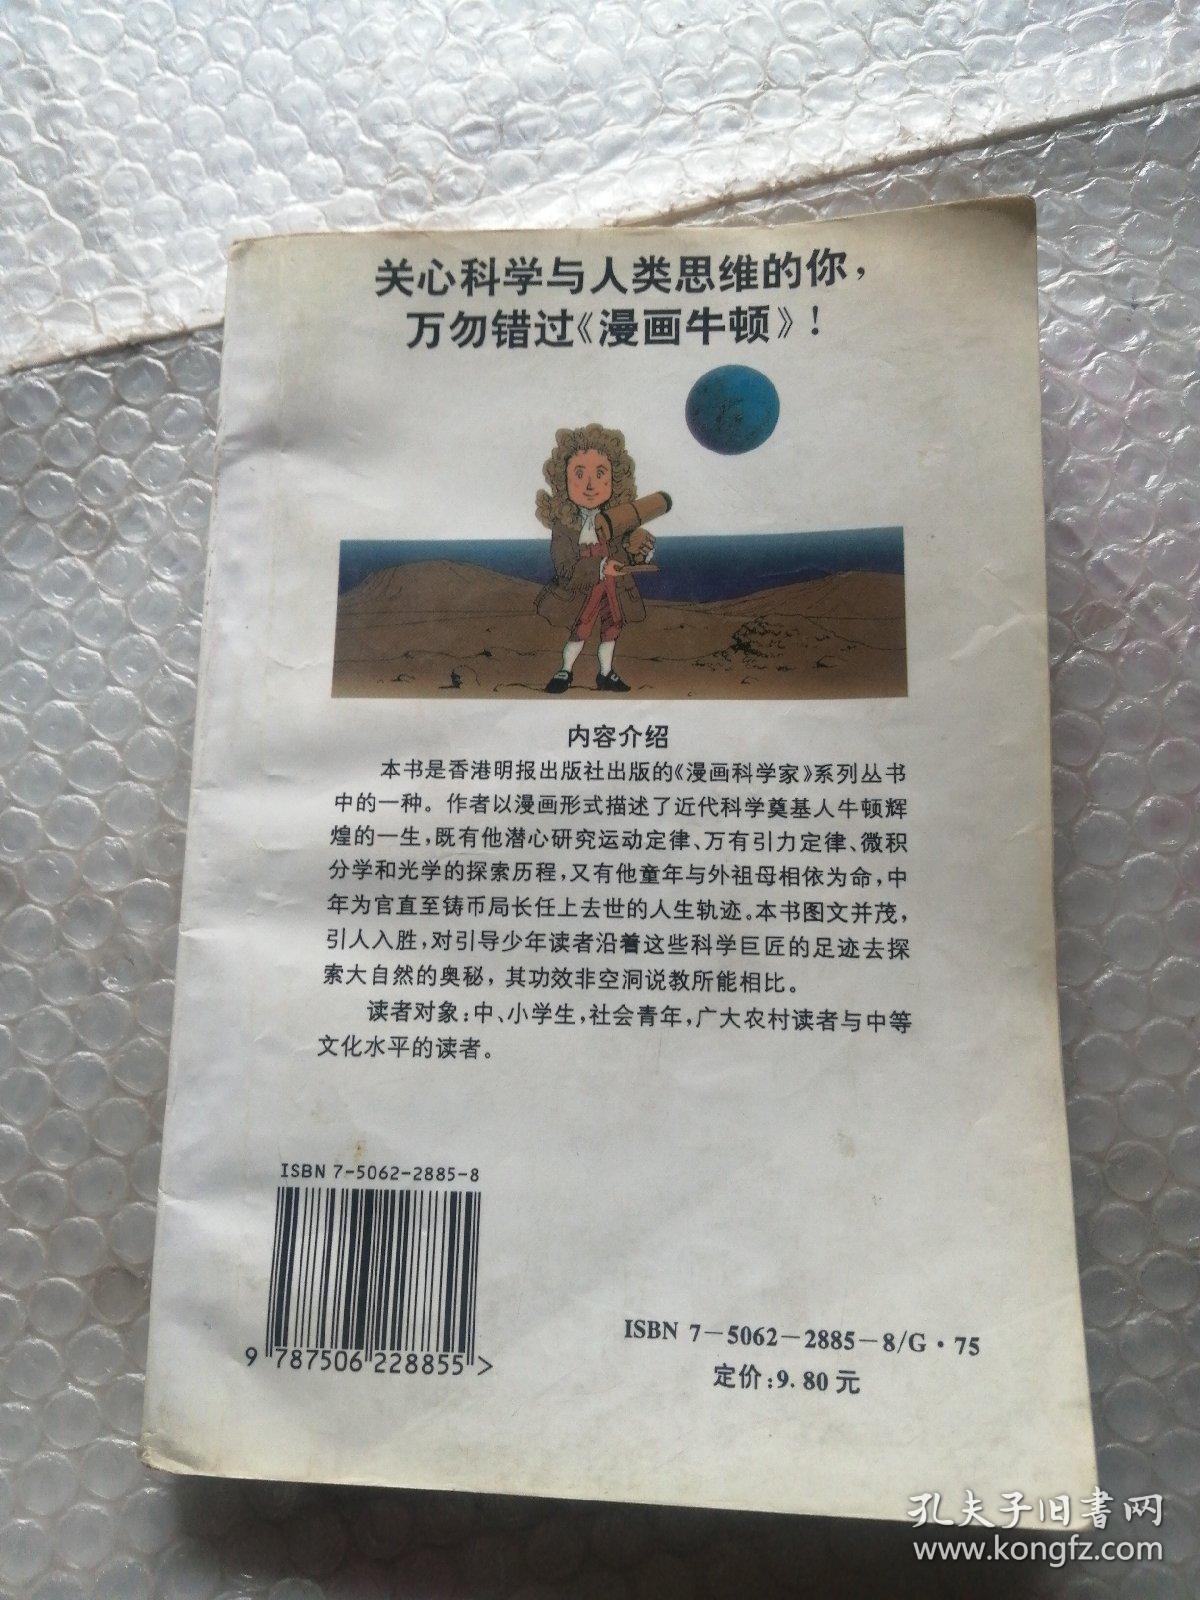 关心科学与人类思维的你，
万勿错过《漫画牛顿》！
内容介绍
本书是香港明报出版社出版的《漫画科学家》系列丛书
中的一种。作者以漫画形式描述了近代科学奠基人牛顿辉
煌的一生，既有他潜心研究运动定律、万有引力定律、微积
分学和光学的探索历程，又有他童年与外祖母相依为命，中
年为官直至铸币局长任上去世的人生轨迹。本书图文并茂，
引人入胜，对引导少年读者沿着这些科学巨匠的足迹去探
索大自然的奥秘，其功效非空洞说教所能相比。
读者对象：中、小学生，社会青年，广大农村读者与中等
文化水平的读者。
ISBN 7-5062-2885-8
9 787506 228855 >
ISBN 7－5062－2885－8/G·75
定价：9.80元
孔夫子旧书网
www.kongfz.com